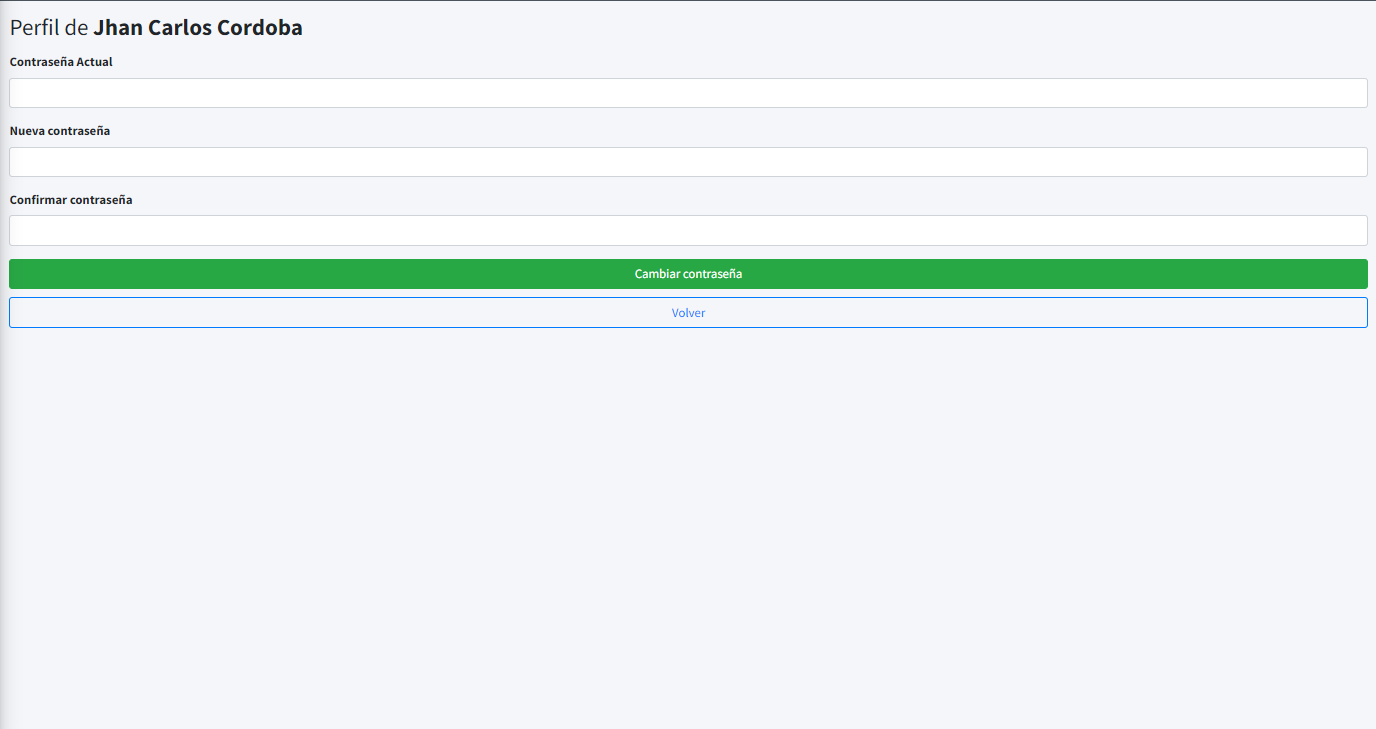 Perfil de Jhan Carlos Cordoba
Contraseña Actual
Nueva contraseña
Confirmar contraseña
Cambiar contraseña
Volver